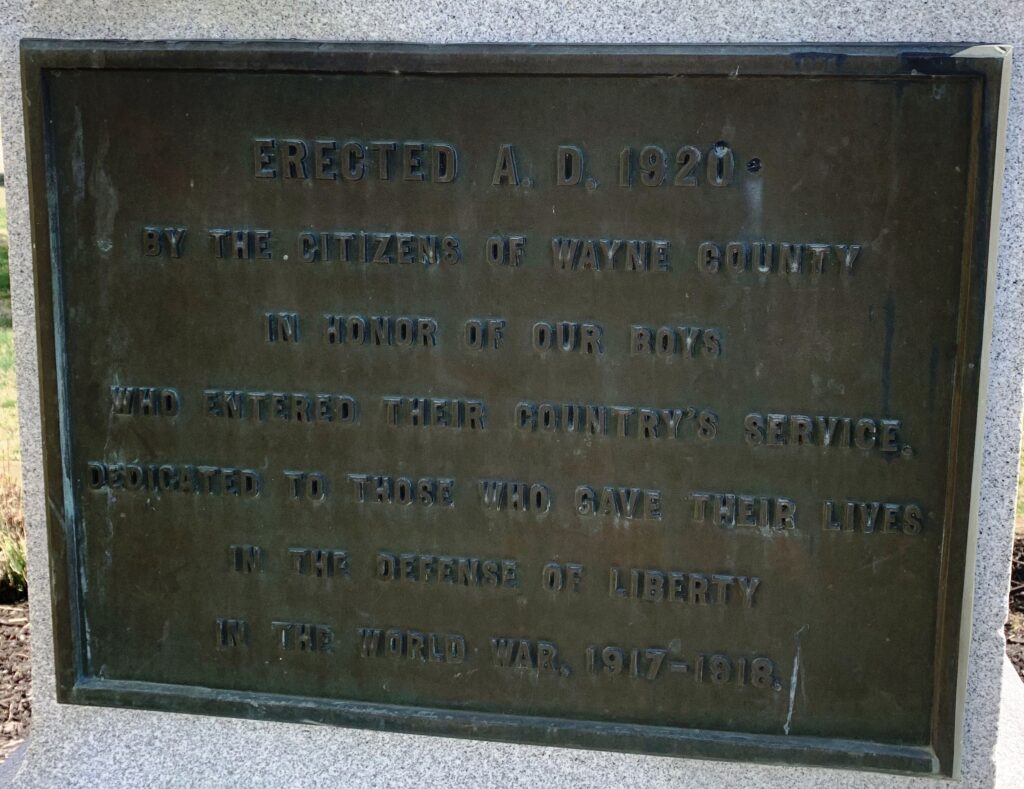 ERECTED A. D. 1920.
BY THE CITIZENS OF WAYNE COUNTY
IN HONOR OF OUR BOYS
WHO ENTERED THEIR COUNTRY'S SERVICE.
DEDICATED TO THOSE WHO GAVE THEIR LIVES
IN THE DEFENSE OF LIBERTY
IN THE WORLD WAR, 1917-1918.